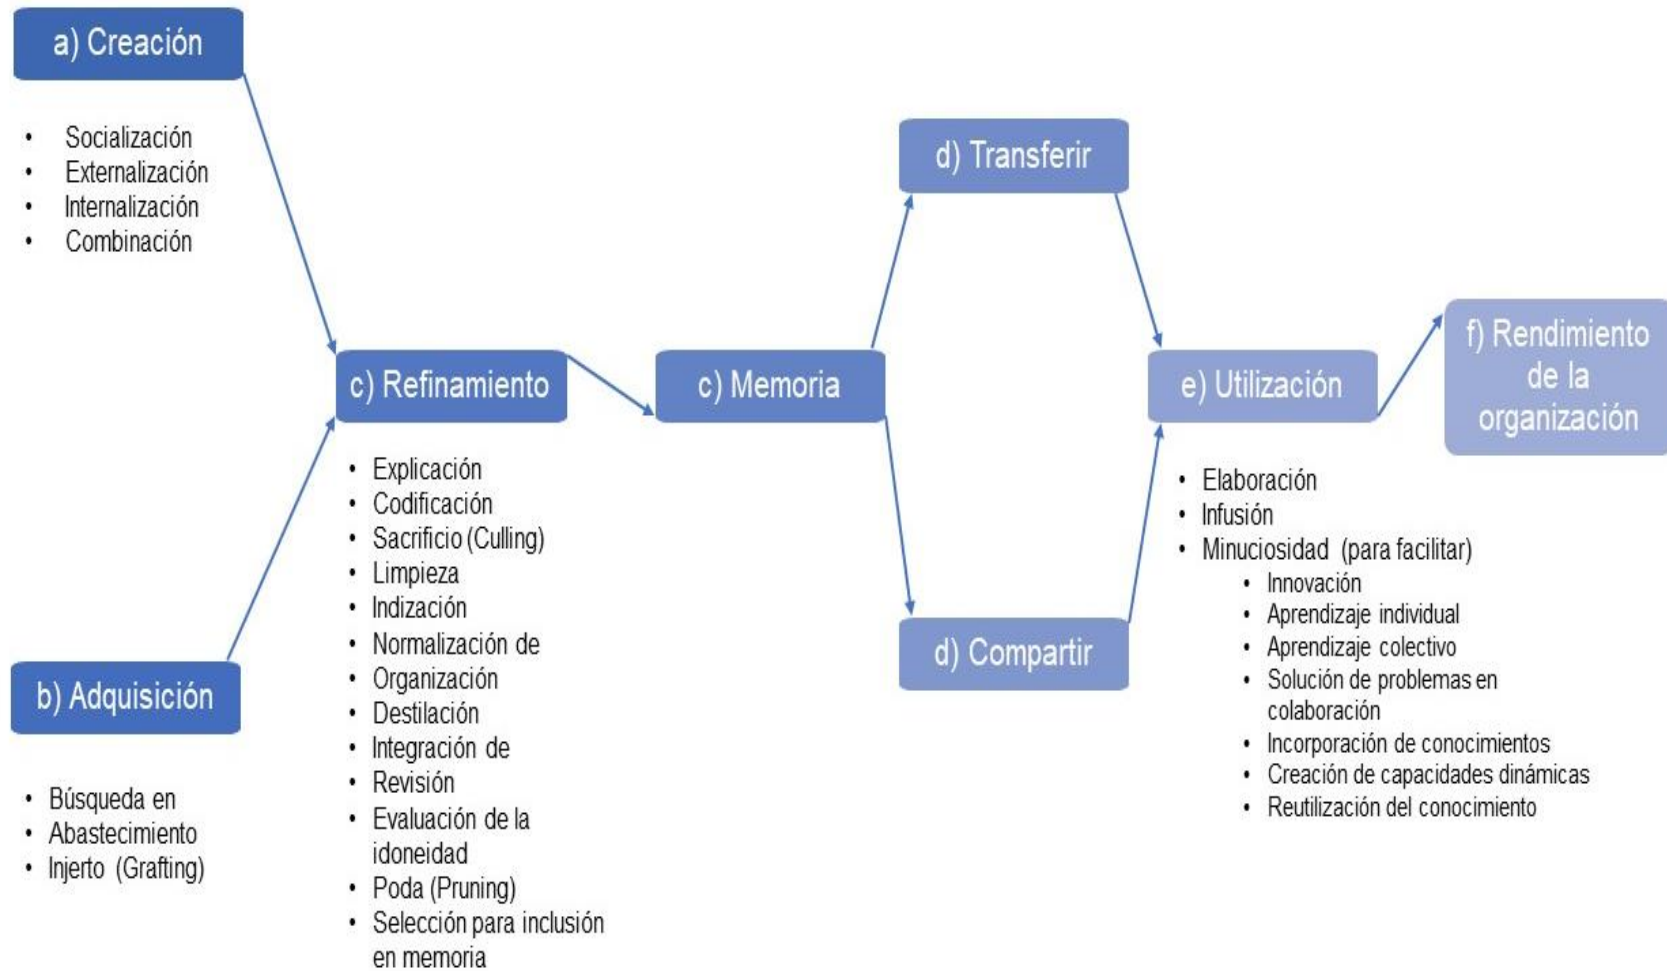 a) Creación
• Socialización
• Externalización
• Internalización
• Combinación
b) Adquisición
• Búsqueda en
• Abastecimiento
• Injerto (Grafting)
c) Refinamiento
• Explicación
• Codificación
• Sacrificio (Culling)
• Limpieza
• Indización
• Normalización de
• Organización
• Destilación
• Integración de
• Revisión
• Evaluación de la
idoneidad
• Poda (Pruning)
• Selección para inclusión
en memoria
c) Memoria
d) Transferir
d) Compartir
e) Utilización
• Elaboración
• Infusión
• Minuciosidad (para facilitar)
• Innovación
• Aprendizaje individual
• Aprendizaje colectivo
• Solución de problemas en
colaboración
• Incorporación de conocimientos
• Creación de capacidades dinámicas
• Reutilización del conocimiento
f) Rendimiento
de la
organización